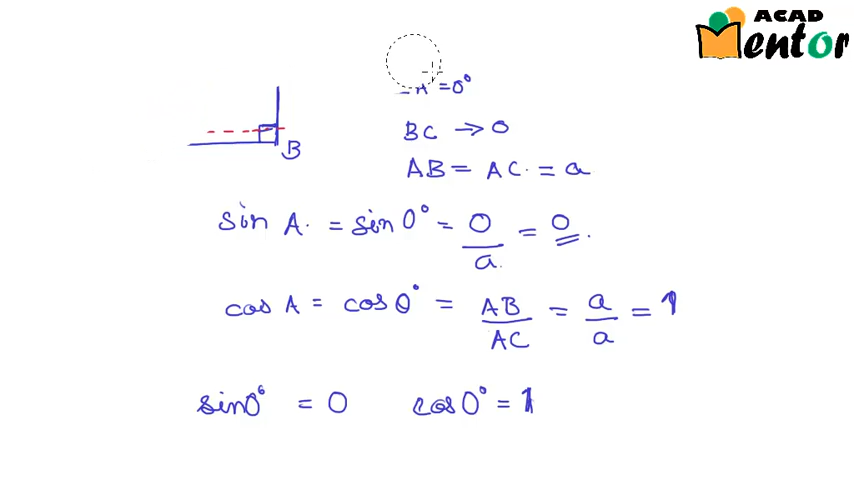 ACAD
Mentor
A = 0°
BC → 0
B
AB = AC. = a
sin A. = sin 0° = 0/a. = 0.
cos A = cos 0° = AB/AC = a/a = 1
sin 0° = 0 cos 0° = 1